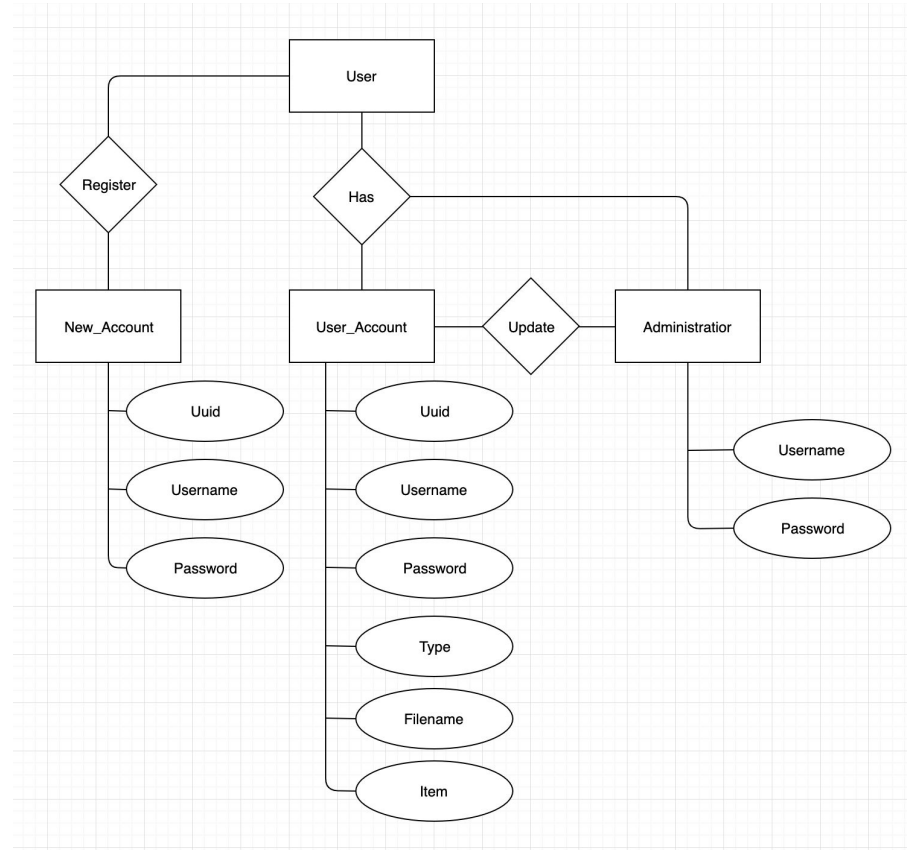 User
Register
Has
New_Account
User_Account
Update
Administratior
Uuid
Username
Password
Uuid
Username
Password
Type
Filename
Item
Username
Password